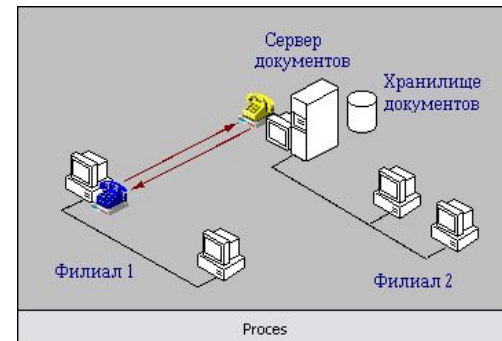 Сервер
документов
Хранилище
документов
Филиал 1
Филиал 2
Proces